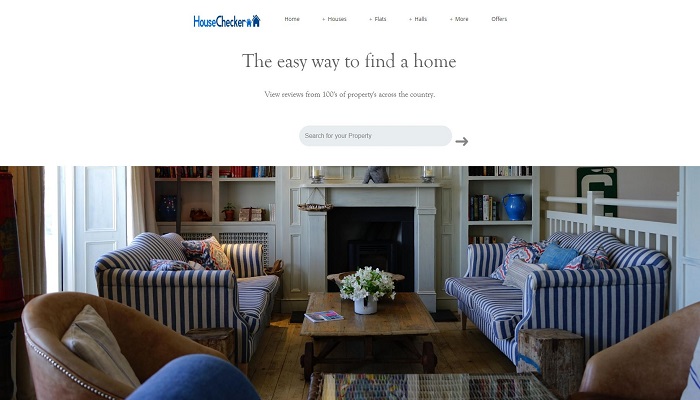 HouseChecker
Home + Houses + Flats + Halls + More Offers
The easy way to find a home
View reviews from 100's of property's across the country.
Search for your Property